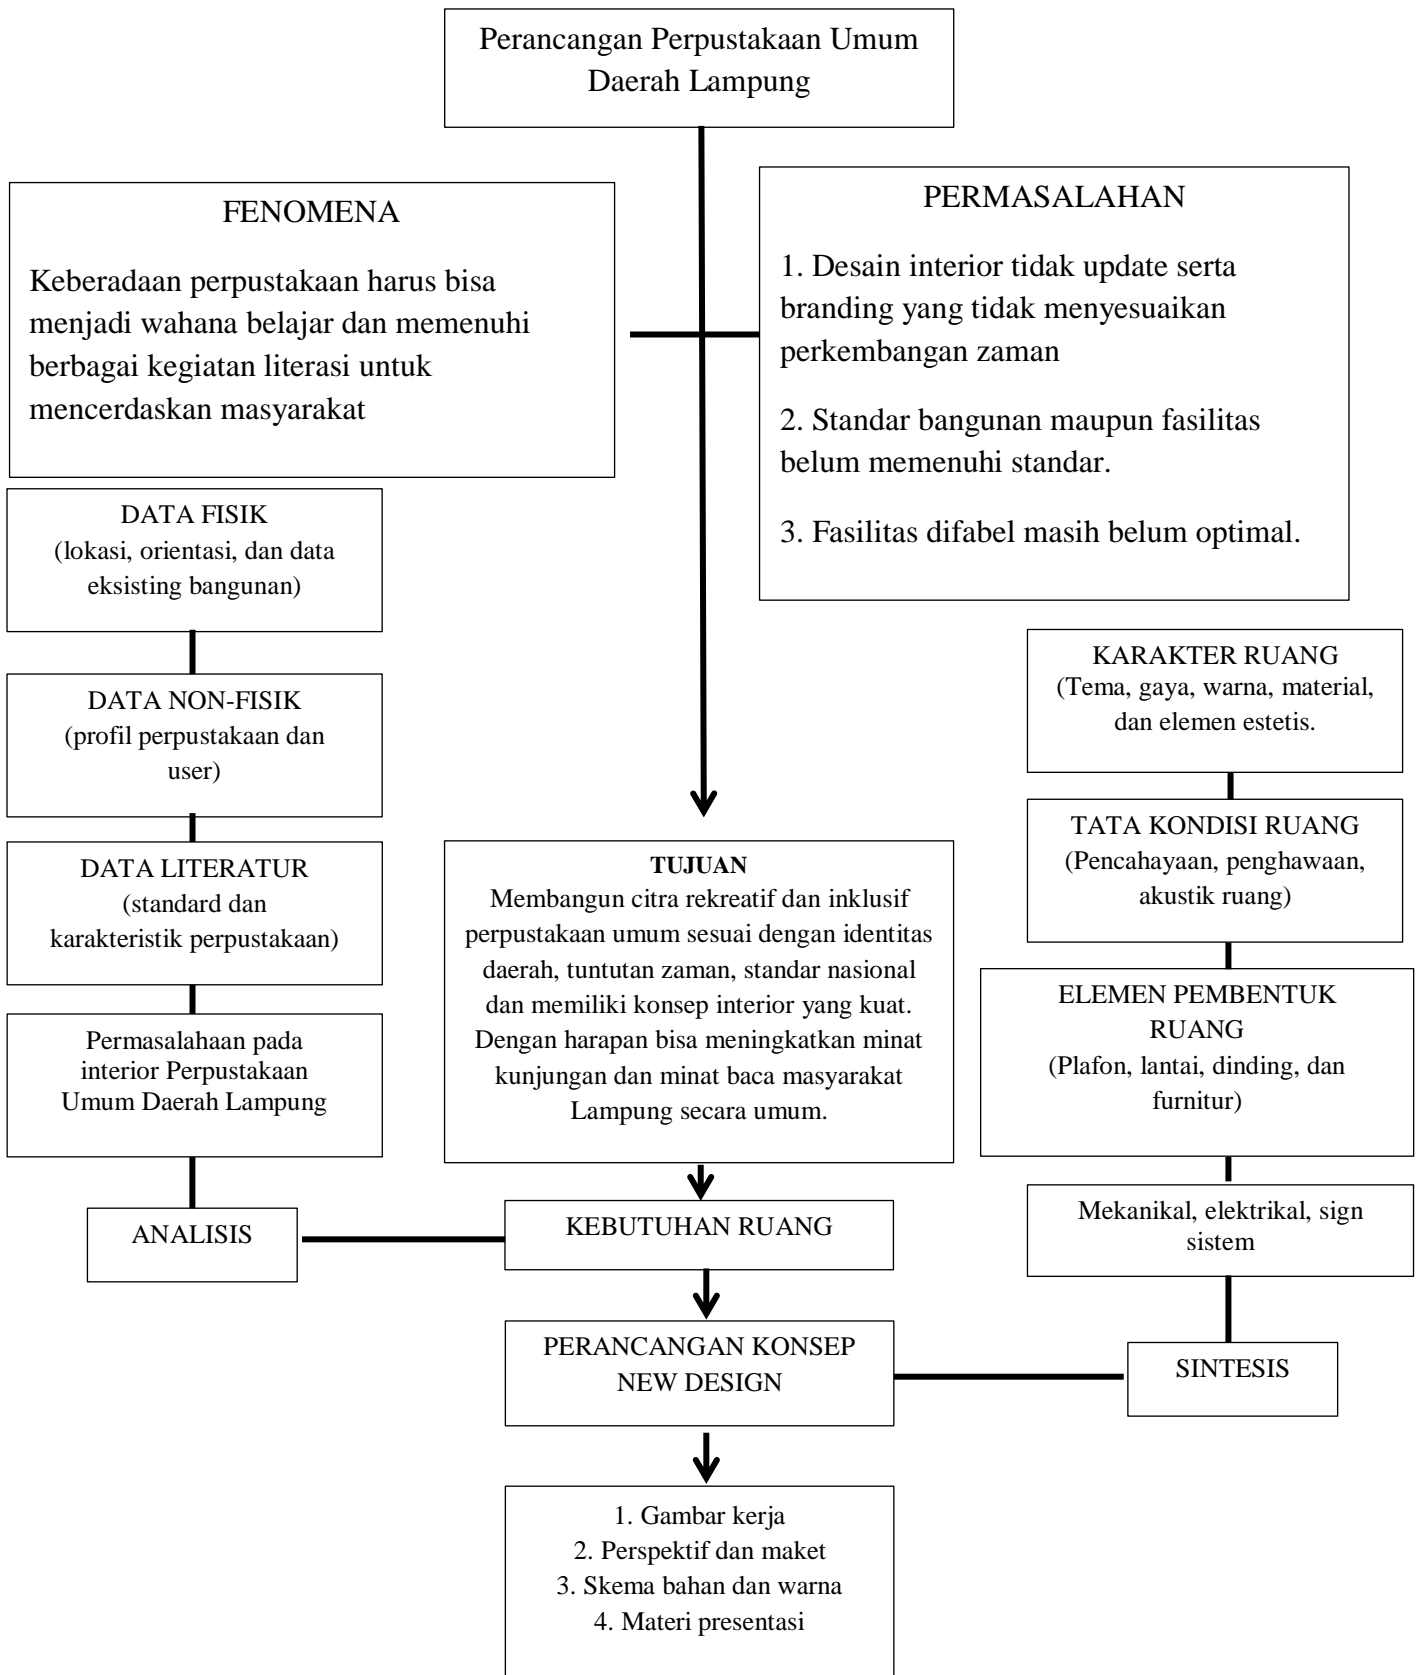 Perancangan Perpustakaan Umum
Daerah Lampung
FENOMENA
Keberadaan perpustakaan harus bisa
menjadi wahana belajar dan memenuhi
berbagai kegiatan literasi untuk
mencerdaskan masyarakat
PERMASALAHAN
1. Desain interior tidak update serta
branding yang tidak menyesuaikan
perkembangan zaman
2. Standar bangunan maupun fasilitas
belum memenuhi standar.
3. Fasilitas difabel masih belum optimal.
DATA FISIK
(lokasi, orientasi, dan data
eksisting bangunan)
DATA NON-FISIK
(profil perpustakaan dan
user)
DATA LITERATUR
(standard dan
karakteristik perpustakaan)
Permasalahaan pada
interior Perpustakaan
Umum Daerah Lampung
ANALISIS
TUJUAN
Membangun citra rekreatif dan inklusif
perpustakaan umum sesuai dengan identitas
daerah, tuntutan zaman, standar nasional
dan memiliki konsep interior yang kuat.
Dengan harapan bisa meningkatkan minat
kunjungan dan minat baca masyarakat
Lampung secara umum.
KEBUTUHAN RUANG
PERANCANGAN KONSEP
NEW DESIGN
1. Gambar kerja
2. Perspektif dan maket
3. Skema bahan dan warna
4. Materi presentasi
KARAKTER RUANG
(Tema, gaya, warna, material,
dan elemen estetis.
TATA KONDISI RUANG
(Pencahayaan, penghawaan,
akustik ruang)
ELEMEN PEMBENTUK
RUANG
(Plafon, lantai, dinding, dan
furnitur)
Mekanikal, elektrikal, sign
sistem
SINTESIS